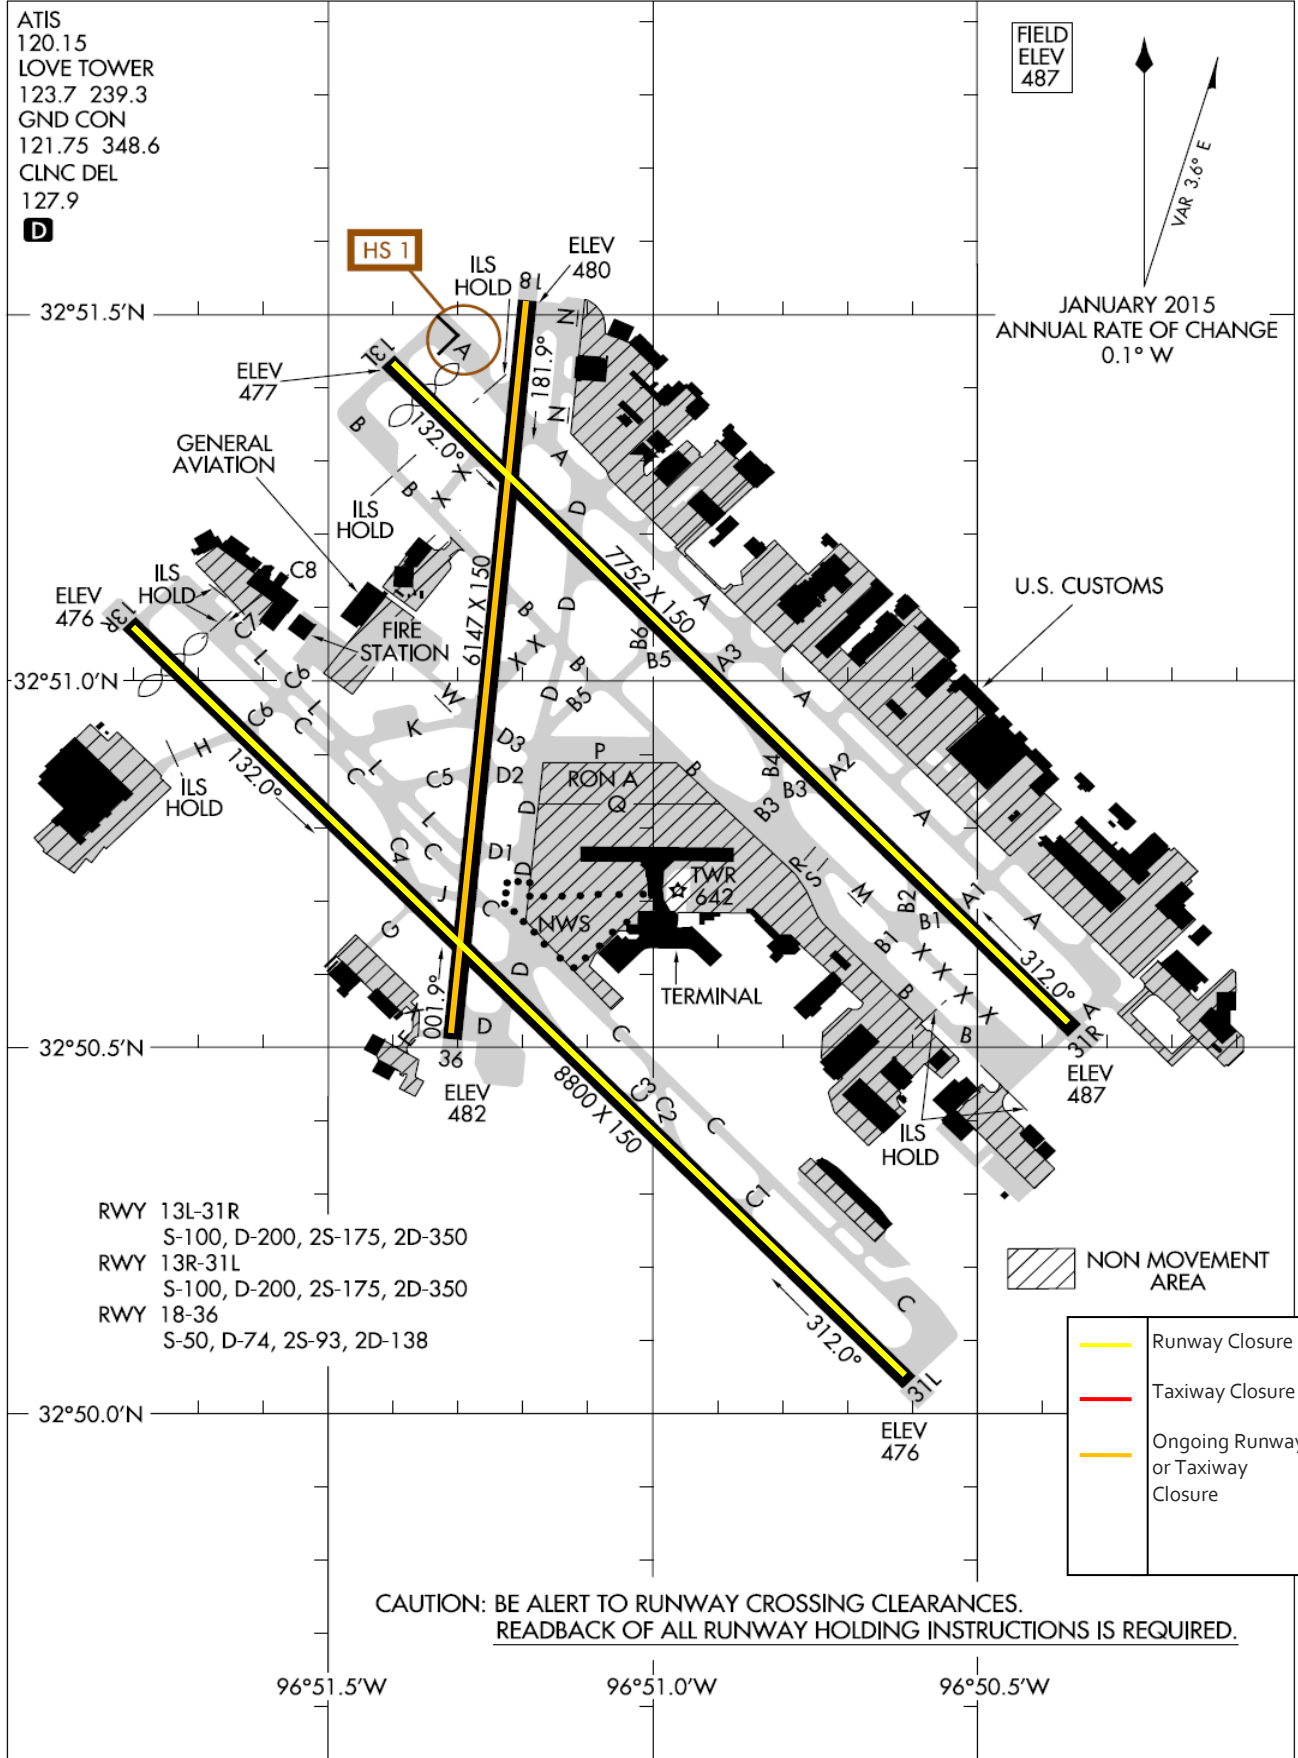 ATIS
120.15
LOVE TOWER
123.7 239.3
GND CON
121.75 348.6
CLNC DEL
127.9
D
FIELD
ELEV
487
VAR 3.6° E
JANUARY 2015
ANNUAL RATE OF CHANGE
0.1° W
HS 1
ILS
HOLD
18
ELEV
480
32°51.5'N
N
A
13L
181.9°
ELEV
477
N
B
132.0°
GENERAL
AVIATION
A
X
B
X
D
ILS
HOLD
7752 X 150
6147 X 150
C8
ILS
HOLD
U.S. CUSTOMS
ELEV
476
13R
A
B
D
C7
FIRE
STATION
B6
X
X
B5
A3
L
B
32°51.0'N
C6
W
D
B5
A
L
C6
C
K
D3
H
P
B
B4
A2
132.0°
L
C
C5
D2
RON A
B3
ILS
HOLD
Q
D
B3
A
L
C4
C
D1
D
R
S
TWR
642
M
J
C
B2
A1
A
G
NWS
B1
B1
X
X
X
X
D
312.0°
001.9°
TERMINAL
B
A
F
X
D
C
B
31R
32°50.5'N
36
ELEV
482
ELEV
487
8800 X 150
C3
C2
C
ILS
HOLD
C1
RWY 13L-31R
S-100, D-200, 2S-175, 2D-350
RWY 13R-31L
S-100, D-200, 2S-175, 2D-350
RWY 18-36
S-50, D-74, 2S-93, 2D-138
NON MOVEMENT
AREA
C
312.0°
31L
Runway Closure
Taxiway Closure
Ongoing Runway
or Taxiway
Closure
32°50.0'N
ELEV
476
CAUTION: BE ALERT TO RUNWAY CROSSING CLEARANCES.
READBACK OF ALL RUNWAY HOLDING INSTRUCTIONS IS REQUIRED.
96°51.5'W
96°51.0'W
96°50.5'W